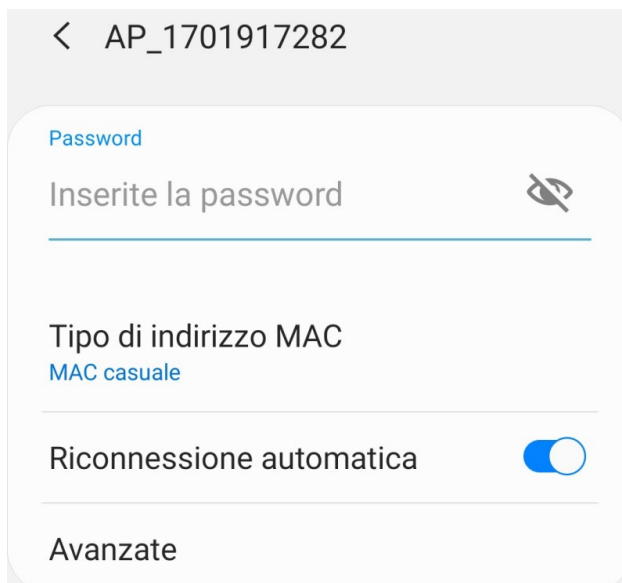 AP_1701917282
Password
Inserite la password
Tipo di indirizzo MAC
MAC casuale
Riconnessione automatica
Avanzate